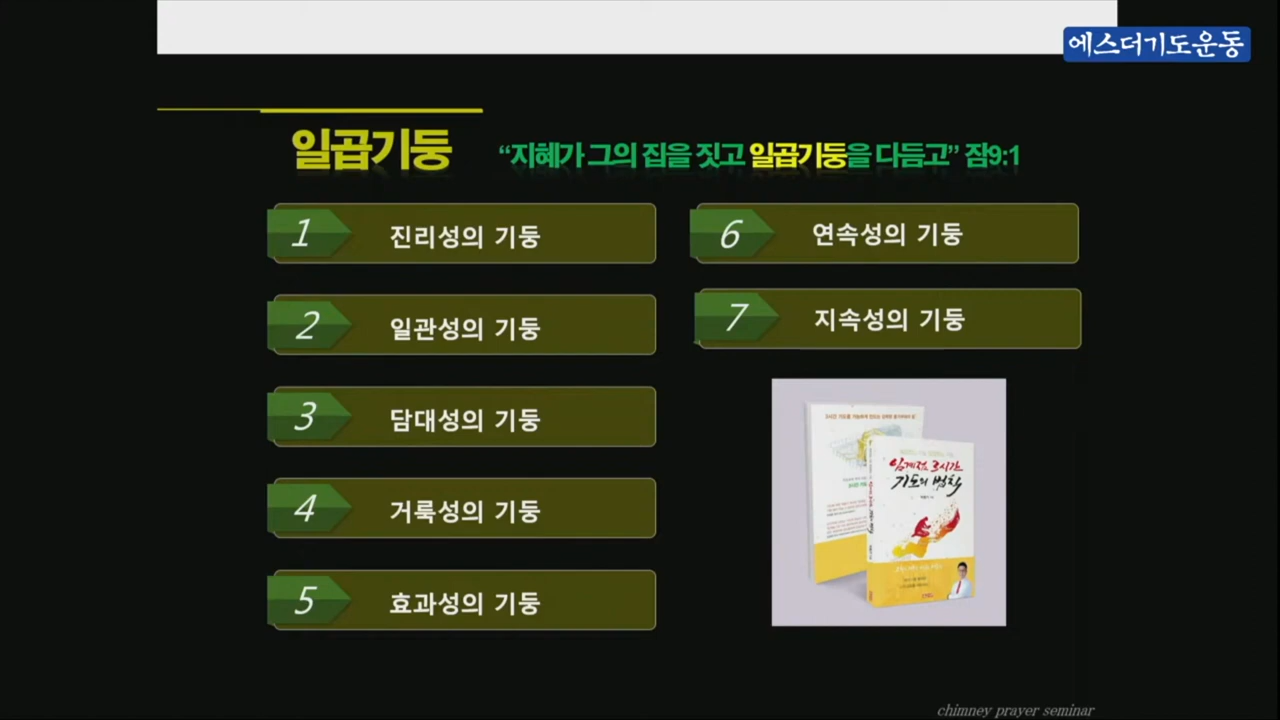 에스더기도운동
일곱기둥
“지혜가 그의 집을 짓고 일곱기둥을 다듬고” 잠9:1
1 진리성의 기둥
2 일관성의 기둥
3 담대성의 기둥
4 거룩성의 기둥
5 효과성의 기둥
6 연속성의 기둥
7 지속성의 기둥
임계점 3시간
기도의 법칙
chimney prayer seminar